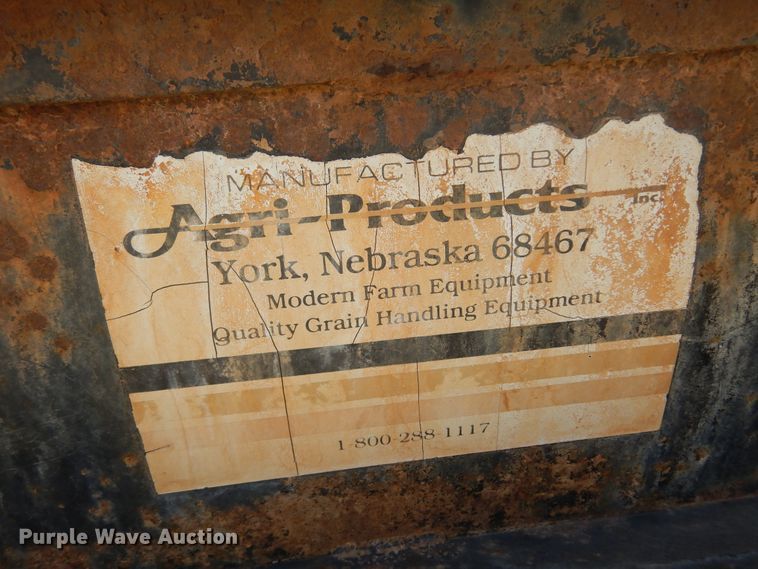 MANUFACTURED BY
Agri-Products Inc.
York, Nebraska 68467
Modern Farm Equipment
Quality Grain Handling Equipment
1-800-288-1117
Purple Wave Auction